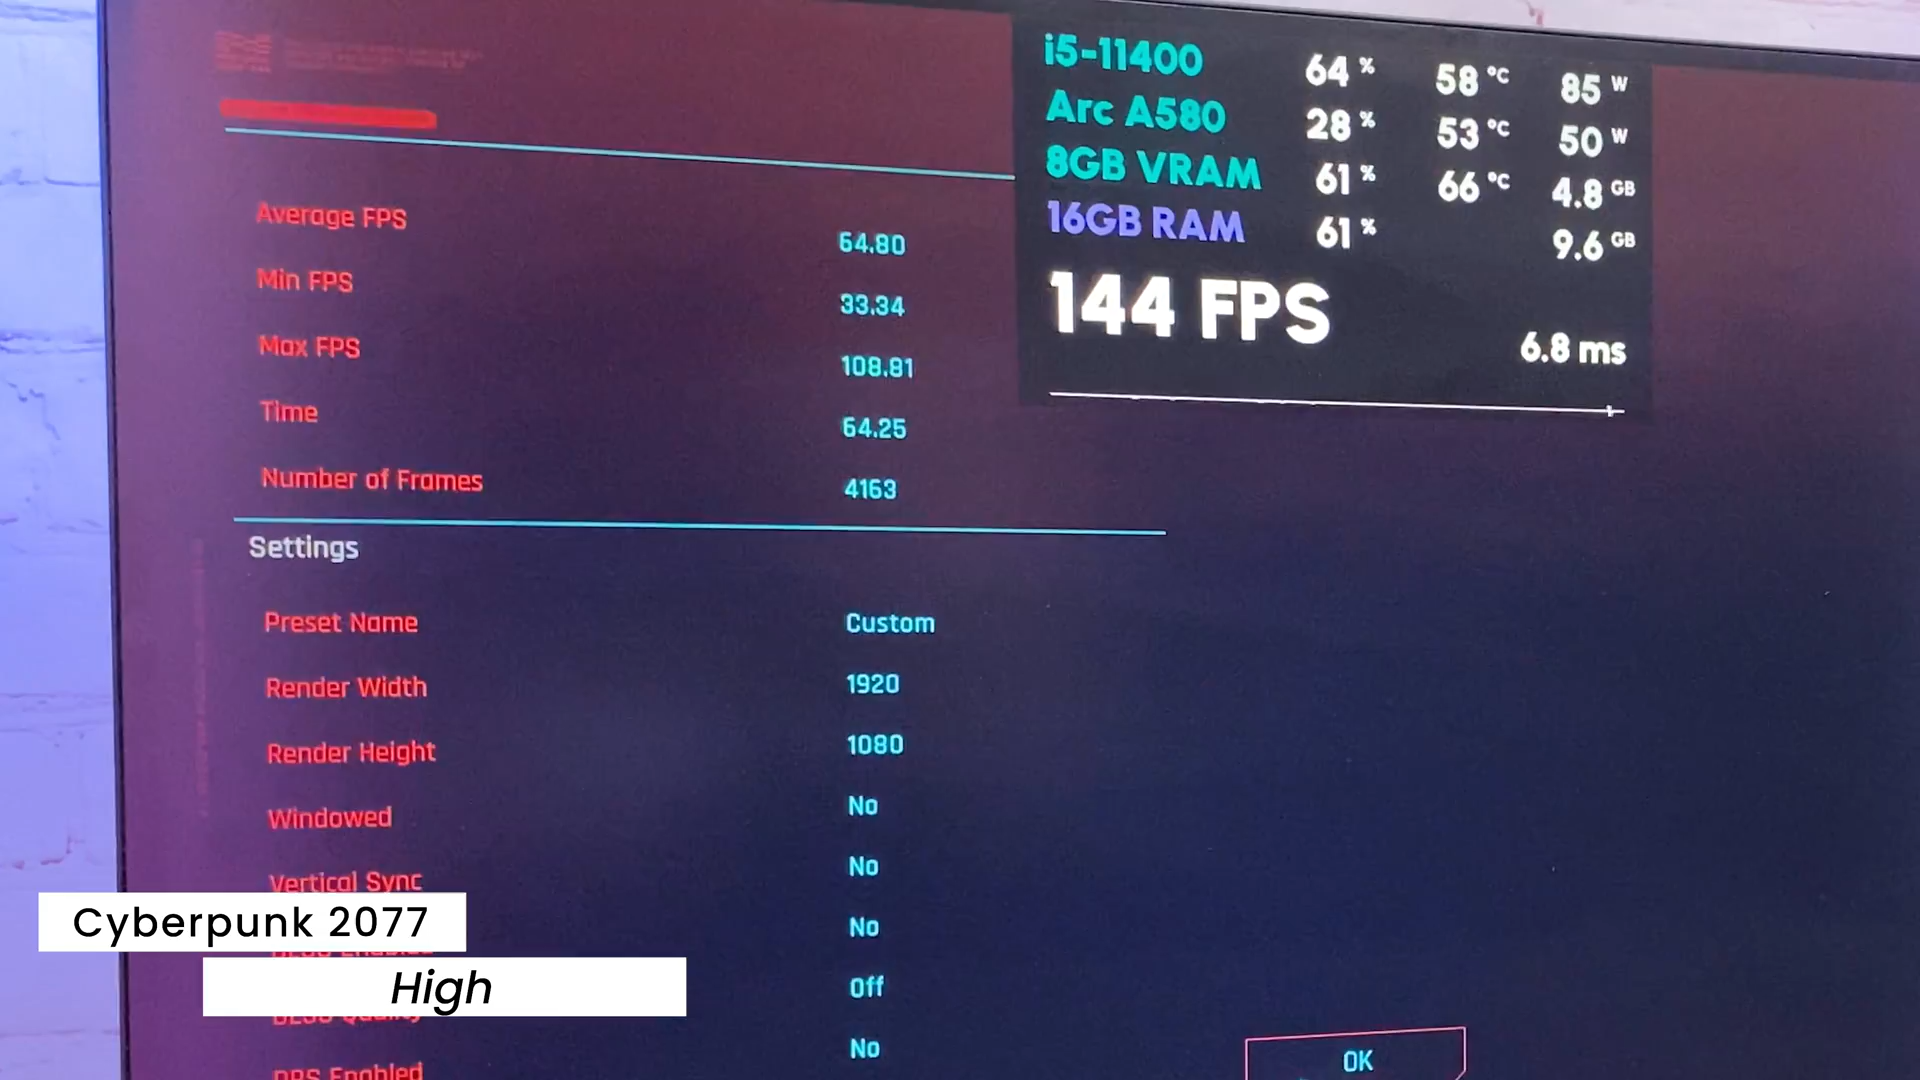 i5-11400 64 % 58 °C 85 W
Arc A580 28 % 53 °C 50 W
8GB VRAM 61 % 66 °C 4.8 GB
16GB RAM 61 % 9.6 GB
144 FPS 6.8 ms
Average FPS 64.80
Min FPS 33.34
Max FPS 108.81
Time 64.25
Number of Frames 4163
Settings
Preset Name Custom
Render Width 1920
Render Height 1080
Windowed No
Vertical Sync No
No
Off
No
OK
Cyberpunk 2077
High